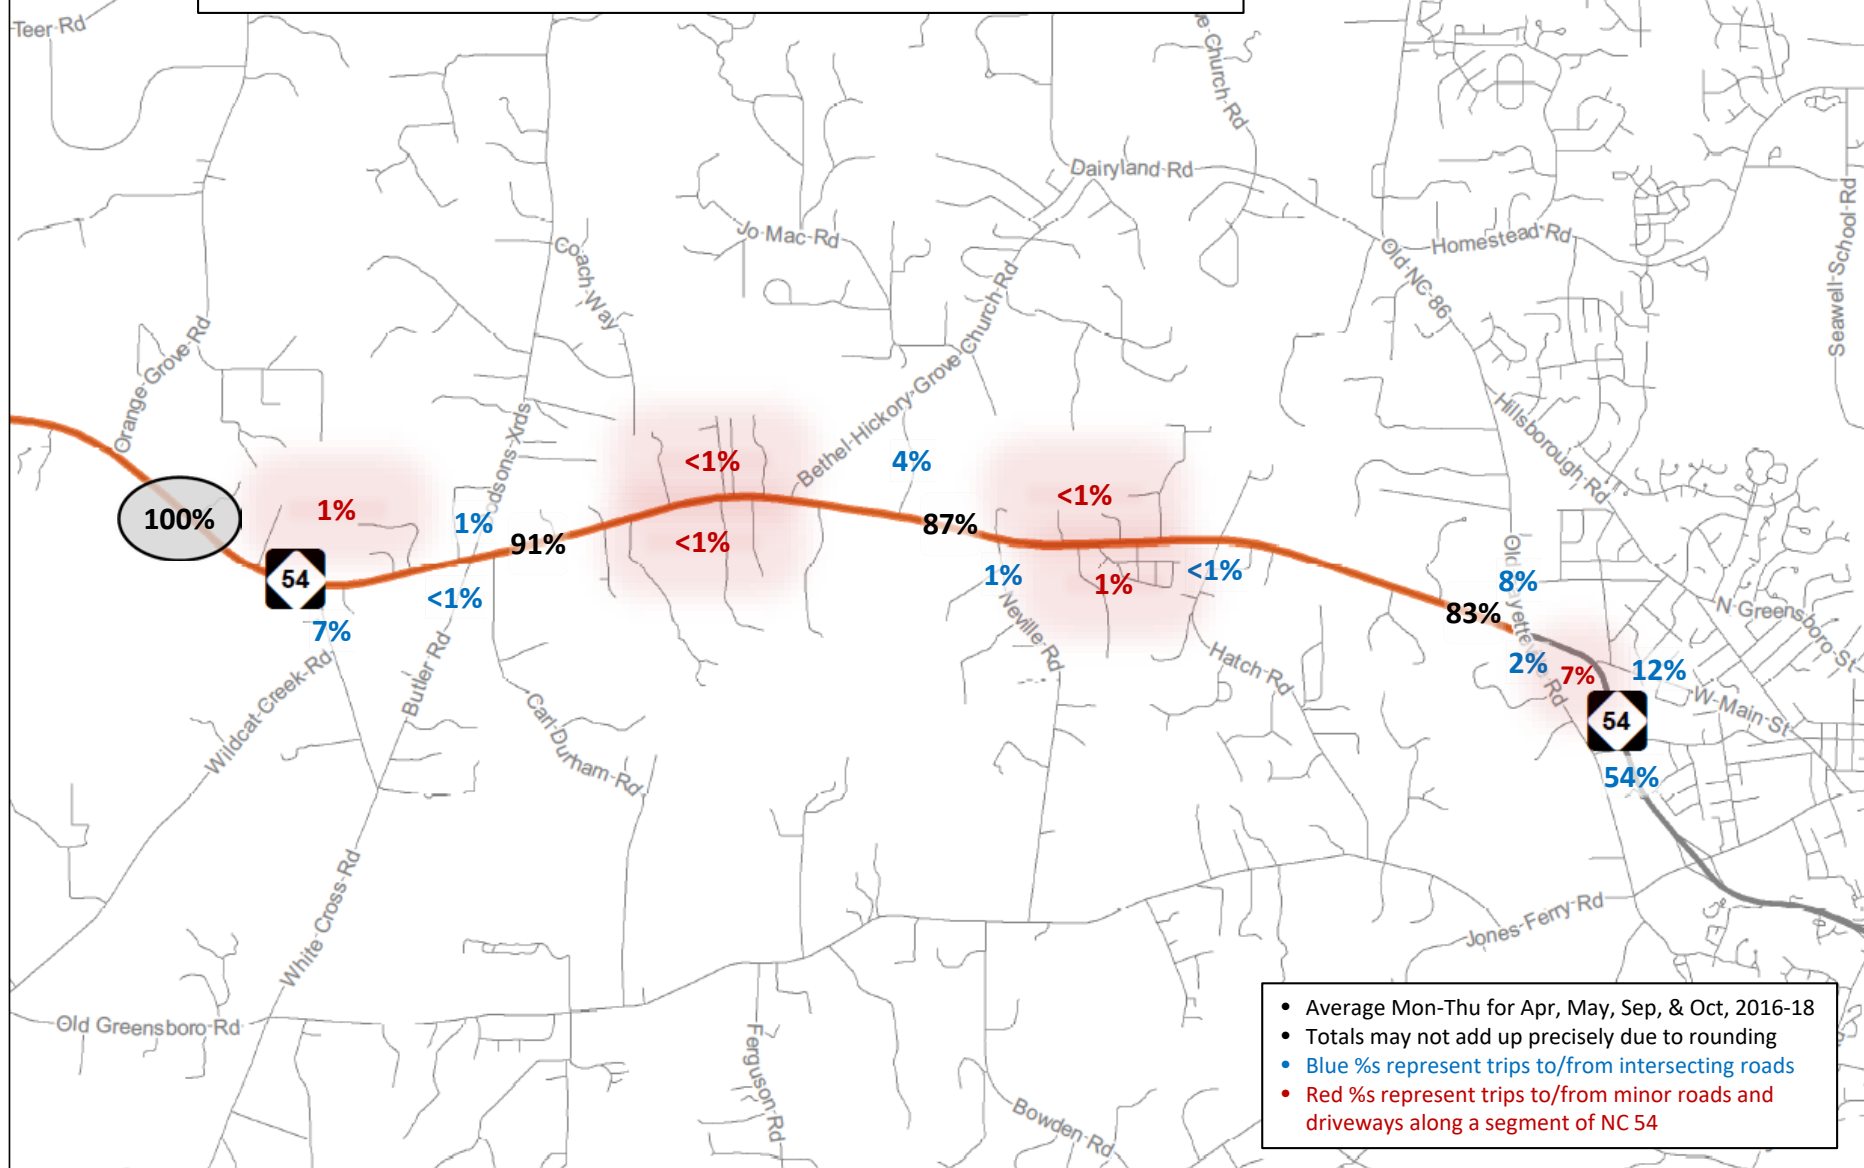 Teer Rd
Church Rd
Dairyland Rd
Jo Mac Rd
Coach Way
Homestead Rd
Old NC 86
Seawell School Rd
Bethel-Hickory Grove Church Rd
Orange Grove Rd
Hillsborough Rd
<1%
4%
<1%
100%
1%
1%
91%
<1%
87%
54
<1%
1%
1%
<1%
8%
83%
7%
N Greensboro St
Neville Rd
Butler Rd
Hatch Rd
2%
7%
12%
Wildcat Creek Rd
Carl Durham Rd
W Main St
54
54%
White Cross Rd
Jones Ferry Rd
Old Greensboro Rd
Ferguson Rd
Bowden Rd
• Average Mon-Thu for Apr, May, Sep, & Oct, 2016-18
• Totals may not add up precisely due to rounding
• Blue %s represent trips to/from intersecting roads
• Red %s represent trips to/from minor roads and
driveways along a segment of NC 54